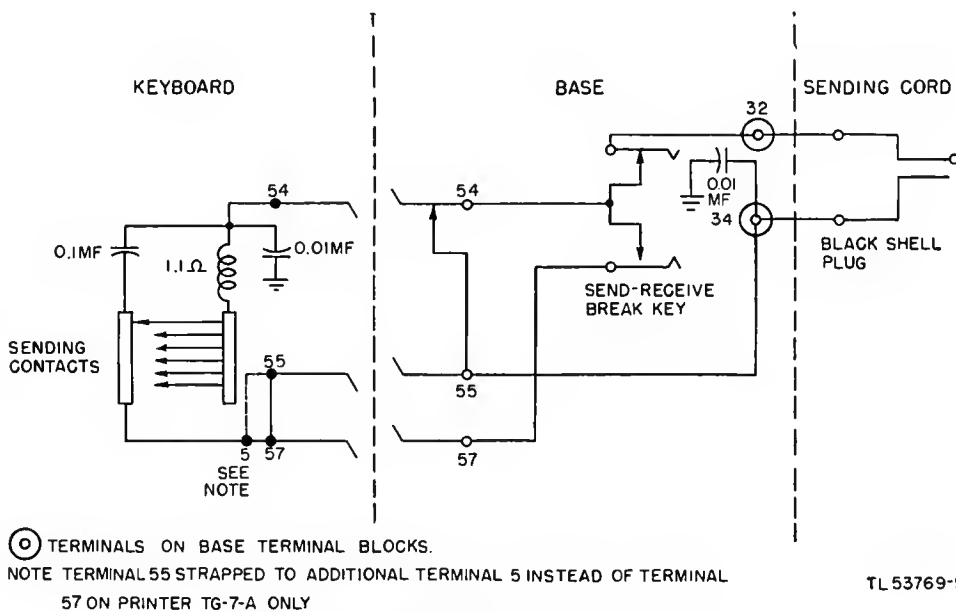 KEYBOARD
BASE
SENDING CORD
32
54
54
0.01
MF
34
0.1MF
0.01MF
1.1Ω
BLACK SHELL
PLUG
SEND-RECEIVE
BREAK KEY
SENDING
CONTACTS
55
55
5
57
57
SEE
NOTE
TERMINALS ON BASE TERMINAL BLOCKS.
NOTE TERMINAL 55 STRAPPED TO ADDITIONAL TERMINAL 5 INSTEAD OF TERMINAL
57 ON PRINTER TG-7-A ONLY